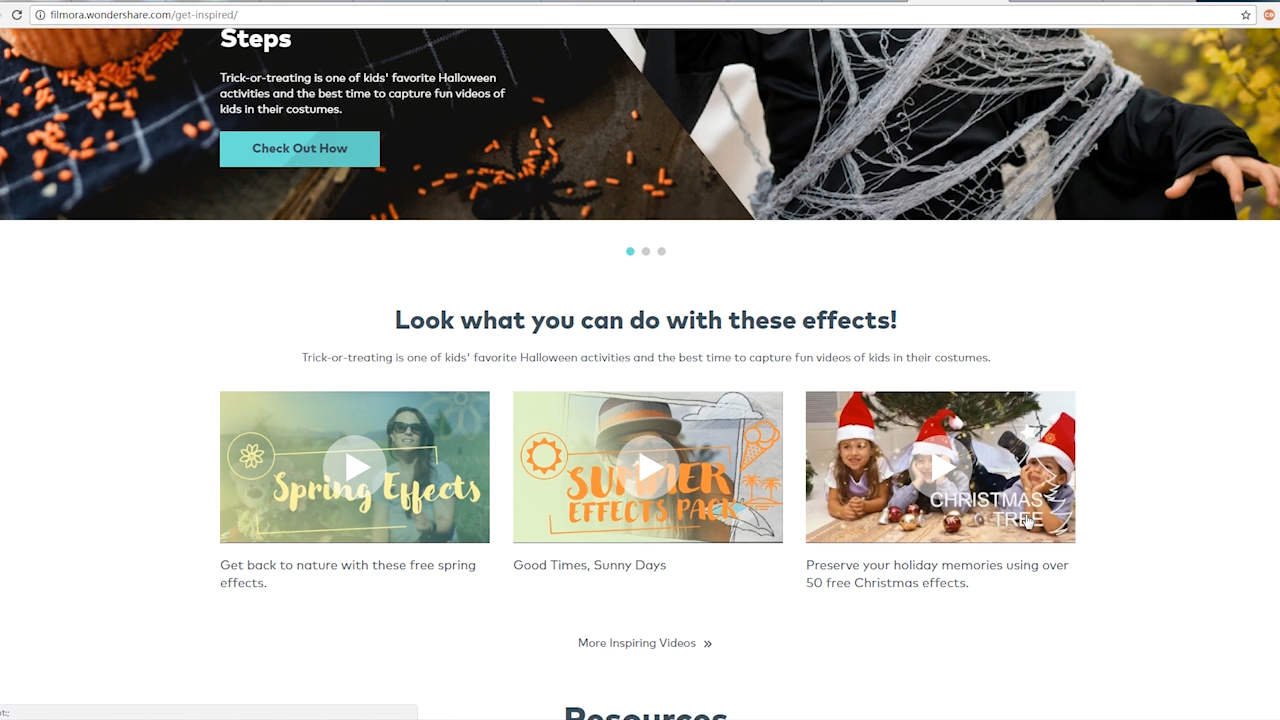 filmora.wondershare.com/get-inspired/
Steps
Trick-or-treating is one of kids' favorite Halloween
activities and the best time to capture fun videos of
kids in their costumes.
Check Out How
Look what you can do with these effects!
Trick-or-treating is one of kids' favorite Halloween activities and the best time to capture fun videos of kids in their costumes.
Spring Effects
SUMMER
EFFECTS PACK
CHRISTMAS
TREE
Get back to nature with these free spring
effects.
Good Times, Sunny Days
Preserve your holiday memories using over
50 free Christmas effects.
More Inspiring Videos »
Resources